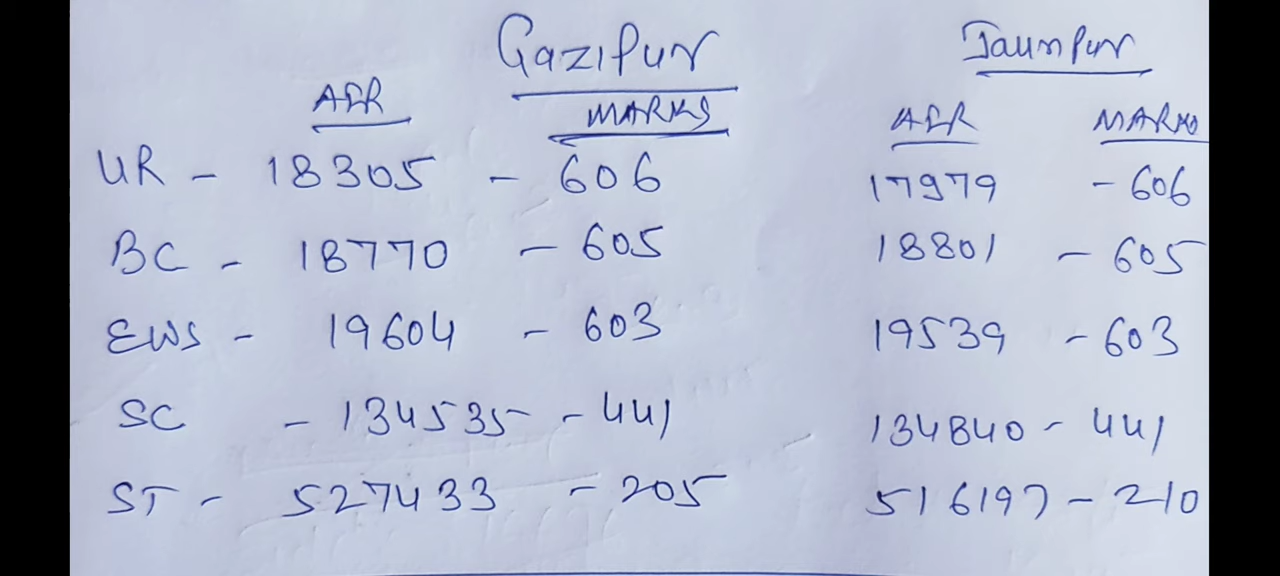 Gazipur Jaunpur
AIR MARKS AIR MARKS
UR - 18305 - 606 17979 - 606
BC - 18770 - 605 18801 - 605
EWS - 19604 - 603 19539 - 603
SC - 134535 - 441 134840 - 441
ST - 527433 - 205 516197 - 210